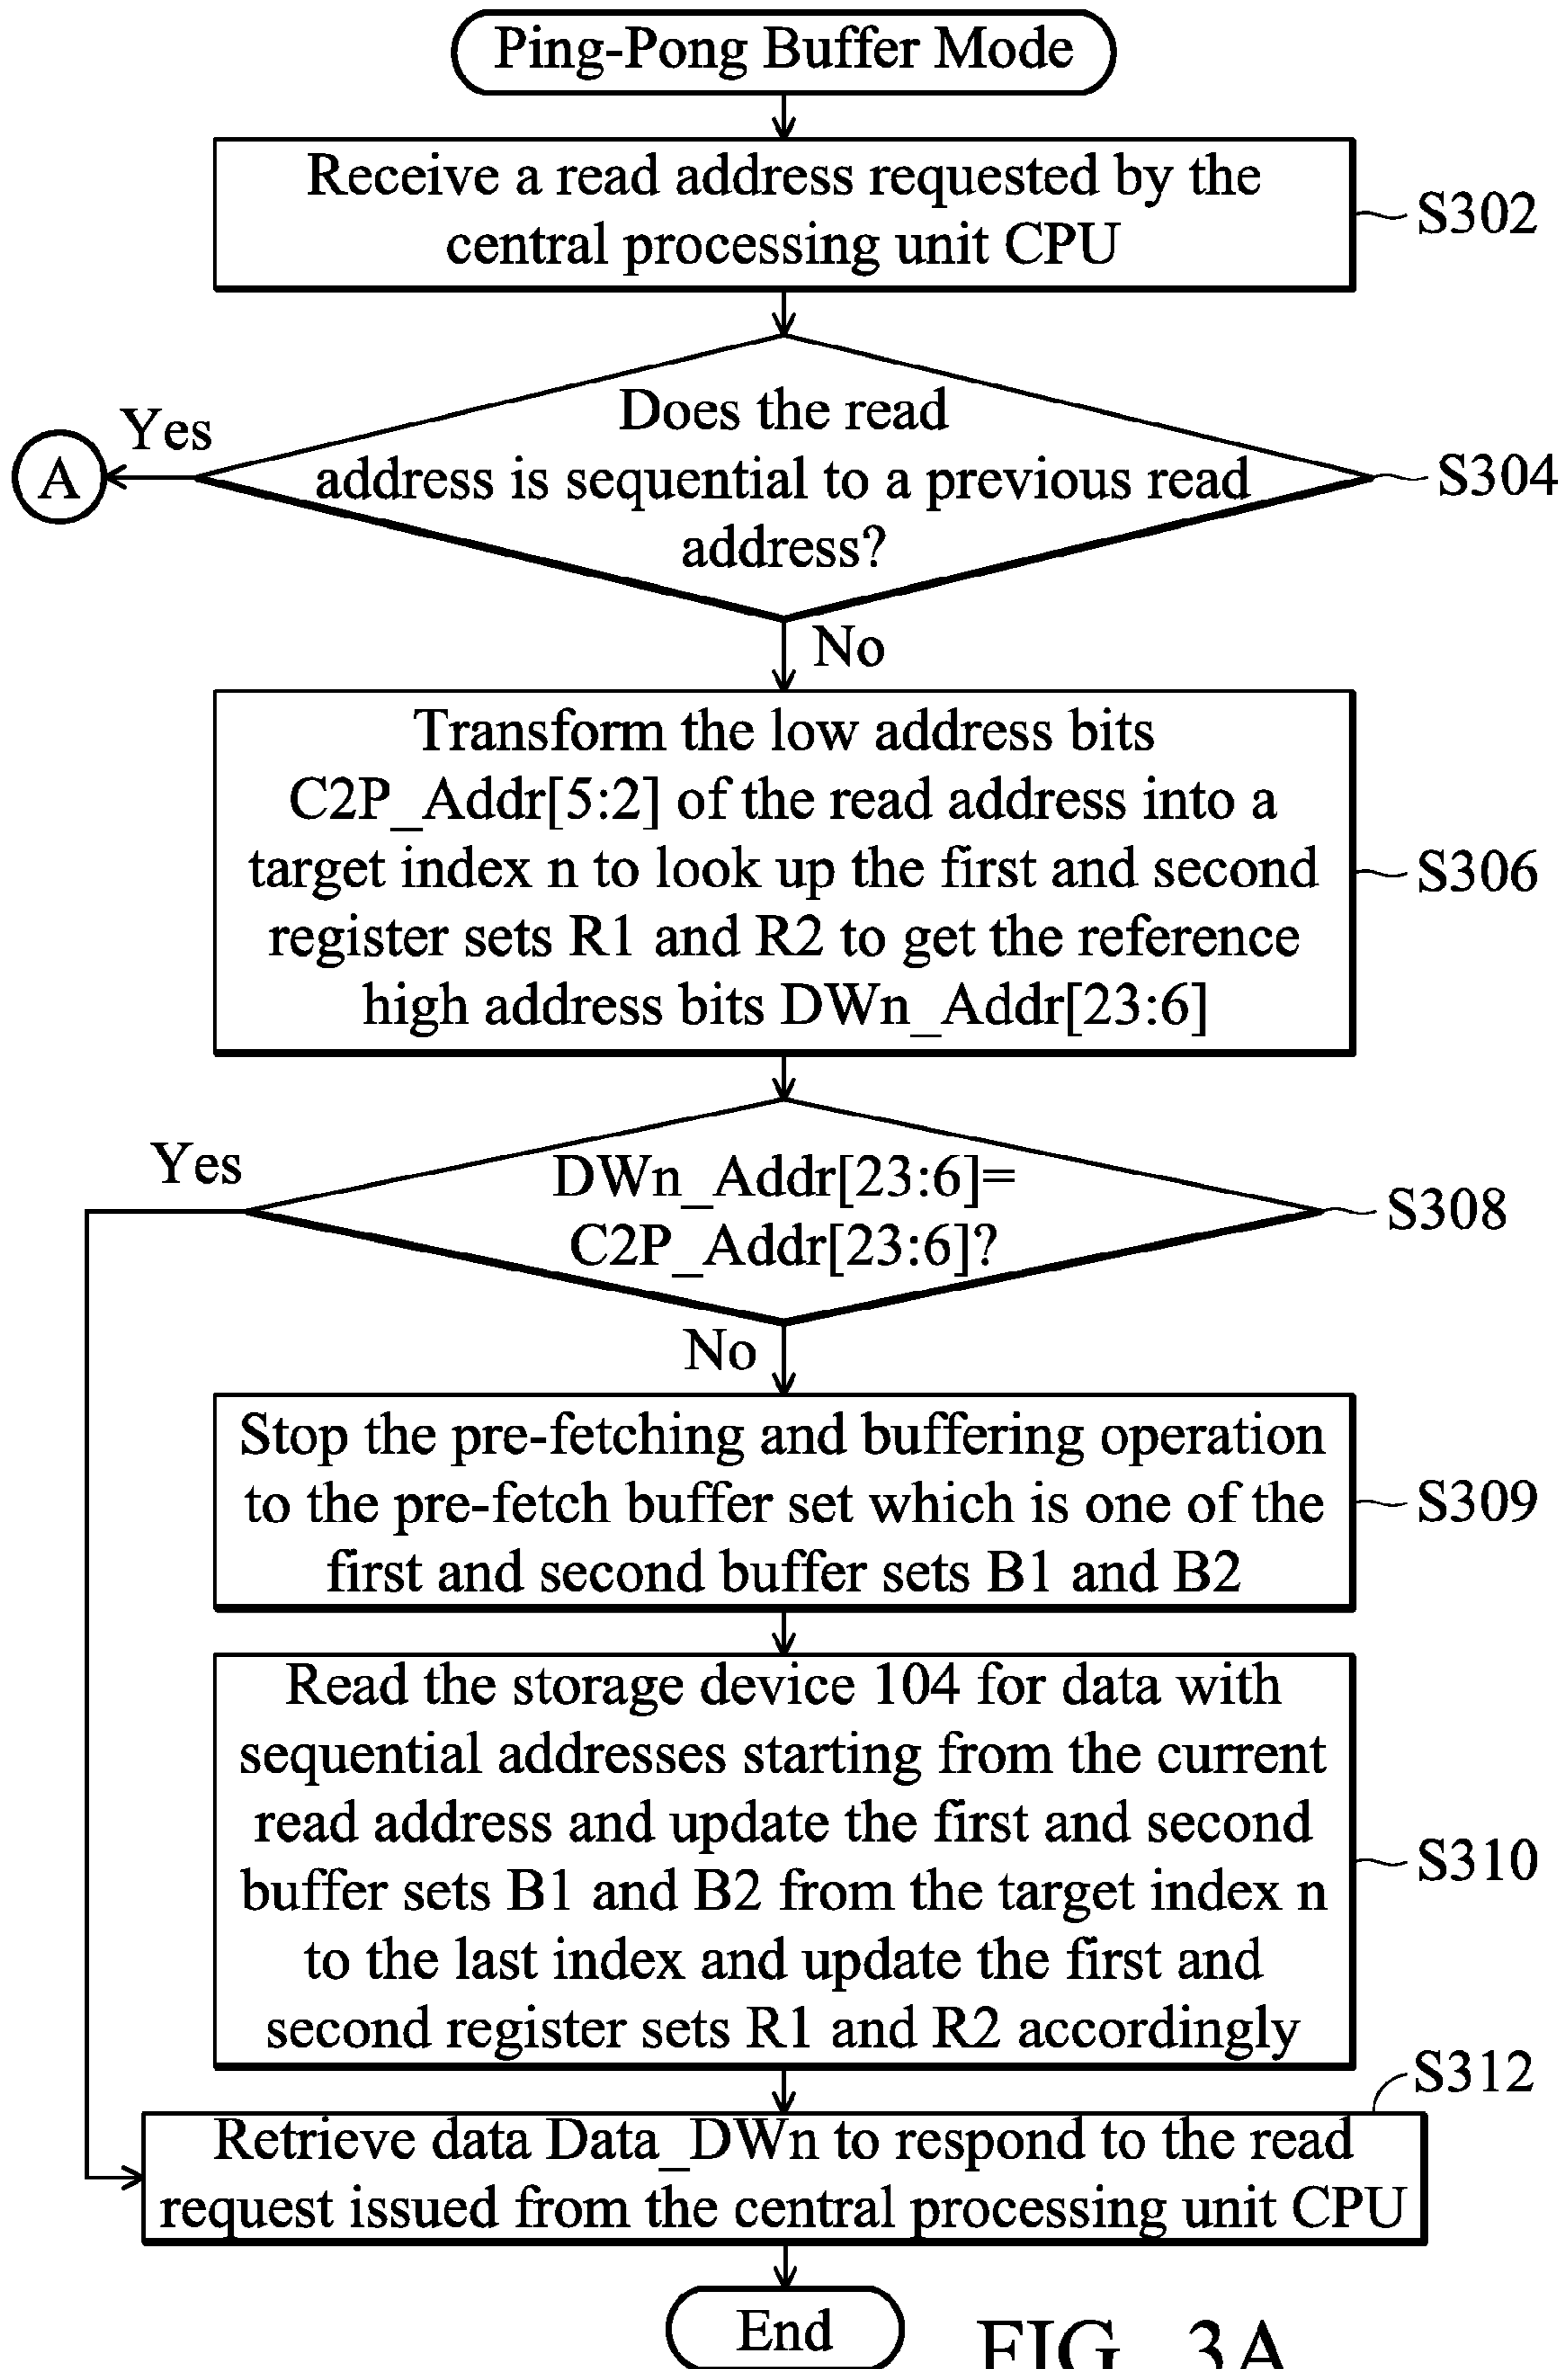 Ping-Pong Buffer Mode
Receive a read address requested by the
central processing unit CPU
S302
Does the read
address is sequential to a previous read
address?
S304
Yes
A
No
Transform the low address bits
C2P_Addr[5:2] of the read address into a
target index n to look up the first and second
register sets R1 and R2 to get the reference
high address bits DWn_Addr[23:6]
S306
DWn_Addr[23:6]=
C2P_Addr[23:6]?
S308
Yes
No
Stop the pre-fetching and buffering operation
to the pre-fetch buffer set which is one of the
first and second buffer sets B1 and B2
S309
Read the storage device 104 for data with
sequential addresses starting from the current
read address and update the first and second
buffer sets B1 and B2 from the target index n
to the last index and update the first and
second register sets R1 and R2 accordingly
S310
S312
Retrieve data Data_DWn to respond to the read
request issued from the central processing unit CPU
End
FIG. 3A